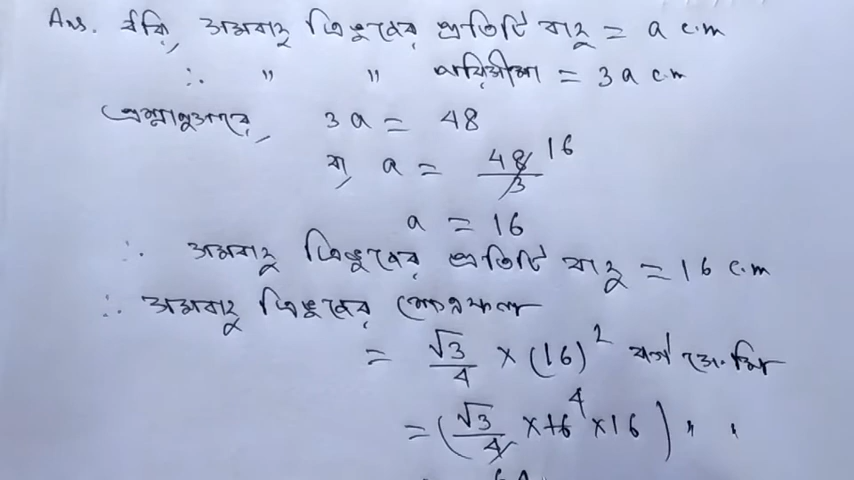 Ans. ধরি, সমবাহু ত্রিভুজের প্রতিটি বাহু = a c.m
∴ " " পরিসীমা = 3a c.m
প্রশ্নানুসারে, 3a = 48
বা, a = 48/3 16
a = 16
∴ সমবাহু ত্রিভুজের প্রতিটি বাহু = 16 c.m
∴ সমবাহু ত্রিভুজের ক্ষেত্রফল
= √3/4 × (16)² বর্গ সে.মি
= (√3/4 × 16 4 × 16) " "